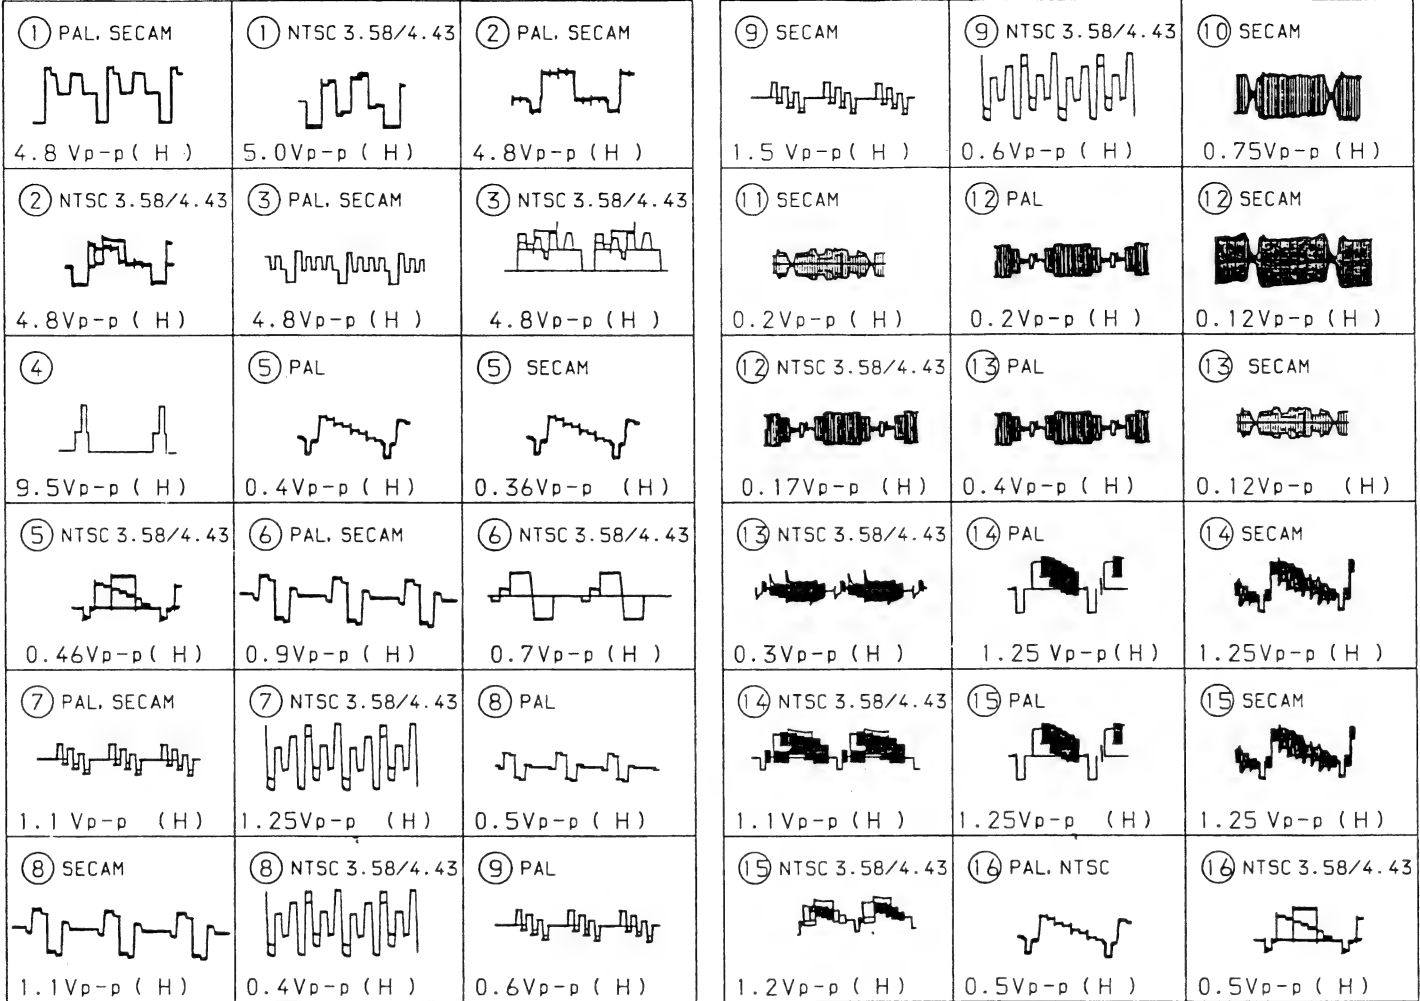 ① PAL, SECAM
4.8 Vp-p ( H )
① NTSC 3.58/4.43
5.0Vp-p ( H )
② PAL, SECAM
4.8Vp-p ( H )
② NTSC 3.58/4.43
4.8Vp-p ( H )
③ PAL, SECAM
4.8Vp-p ( H )
③ NTSC 3.58/4.43
4.8Vp-p ( H )
④
9.5Vp-p ( H )
⑤ PAL
0.4Vp-p ( H )
⑤ SECAM
0.36Vp-p (H)
⑤ NTSC 3.58/4.43
0.46Vp-p( H )
⑥ PAL, SECAM
0.9Vp-p ( H )
⑥ NTSC 3.58/4.43
0.7Vp-p ( H )
⑦ PAL, SECAM
1.1 Vp-p (H)
⑦ NTSC 3.58/4.43
1.25Vp-p (H)
⑧ PAL
0.5Vp-p ( H )
⑧ SECAM
1.1Vp-p ( H )
⑧ NTSC 3.58/4.43
0.4Vp-p ( H )
⑨ PAL
0.6Vp-p ( H )
⑨ SECAM
1.5 Vp-p( H )
⑨ NTSC 3.58/4.43
0.6Vp-p ( H)
⑩ SECAM
0.75Vp-p (H)
⑪ SECAM
0.2Vp-p ( H)
⑫ PAL
0.2Vp-p ( H )
⑫ SECAM
0.12Vp-p ( H )
⑫ NTSC 3.58/4.43
0.17Vp-p (H)
⑬ PAL
0.4Vp-p ( H )
⑬ SECAM
0.12Vp-p (H)
⑬ NTSC 3.58/4.43
0.3Vp-p ( H )
⑭ PAL
1.25 Vp-p(H)
⑭ SECAM
1.25Vp-p ( H )
⑭ NTSC 3.58/4.43
1.1Vp-p ( H )
⑮ PAL
1.25Vp-p (H)
⑮ SECAM
1.25 Vp-p ( H )
⑮ NTSC 3.58/4.43
1.2Vp-p ( H )
⑯ PAL, NTSC
0.5Vp-p ( H )
⑯ NTSC 3.58/4.43
0.5Vp-p ( H )